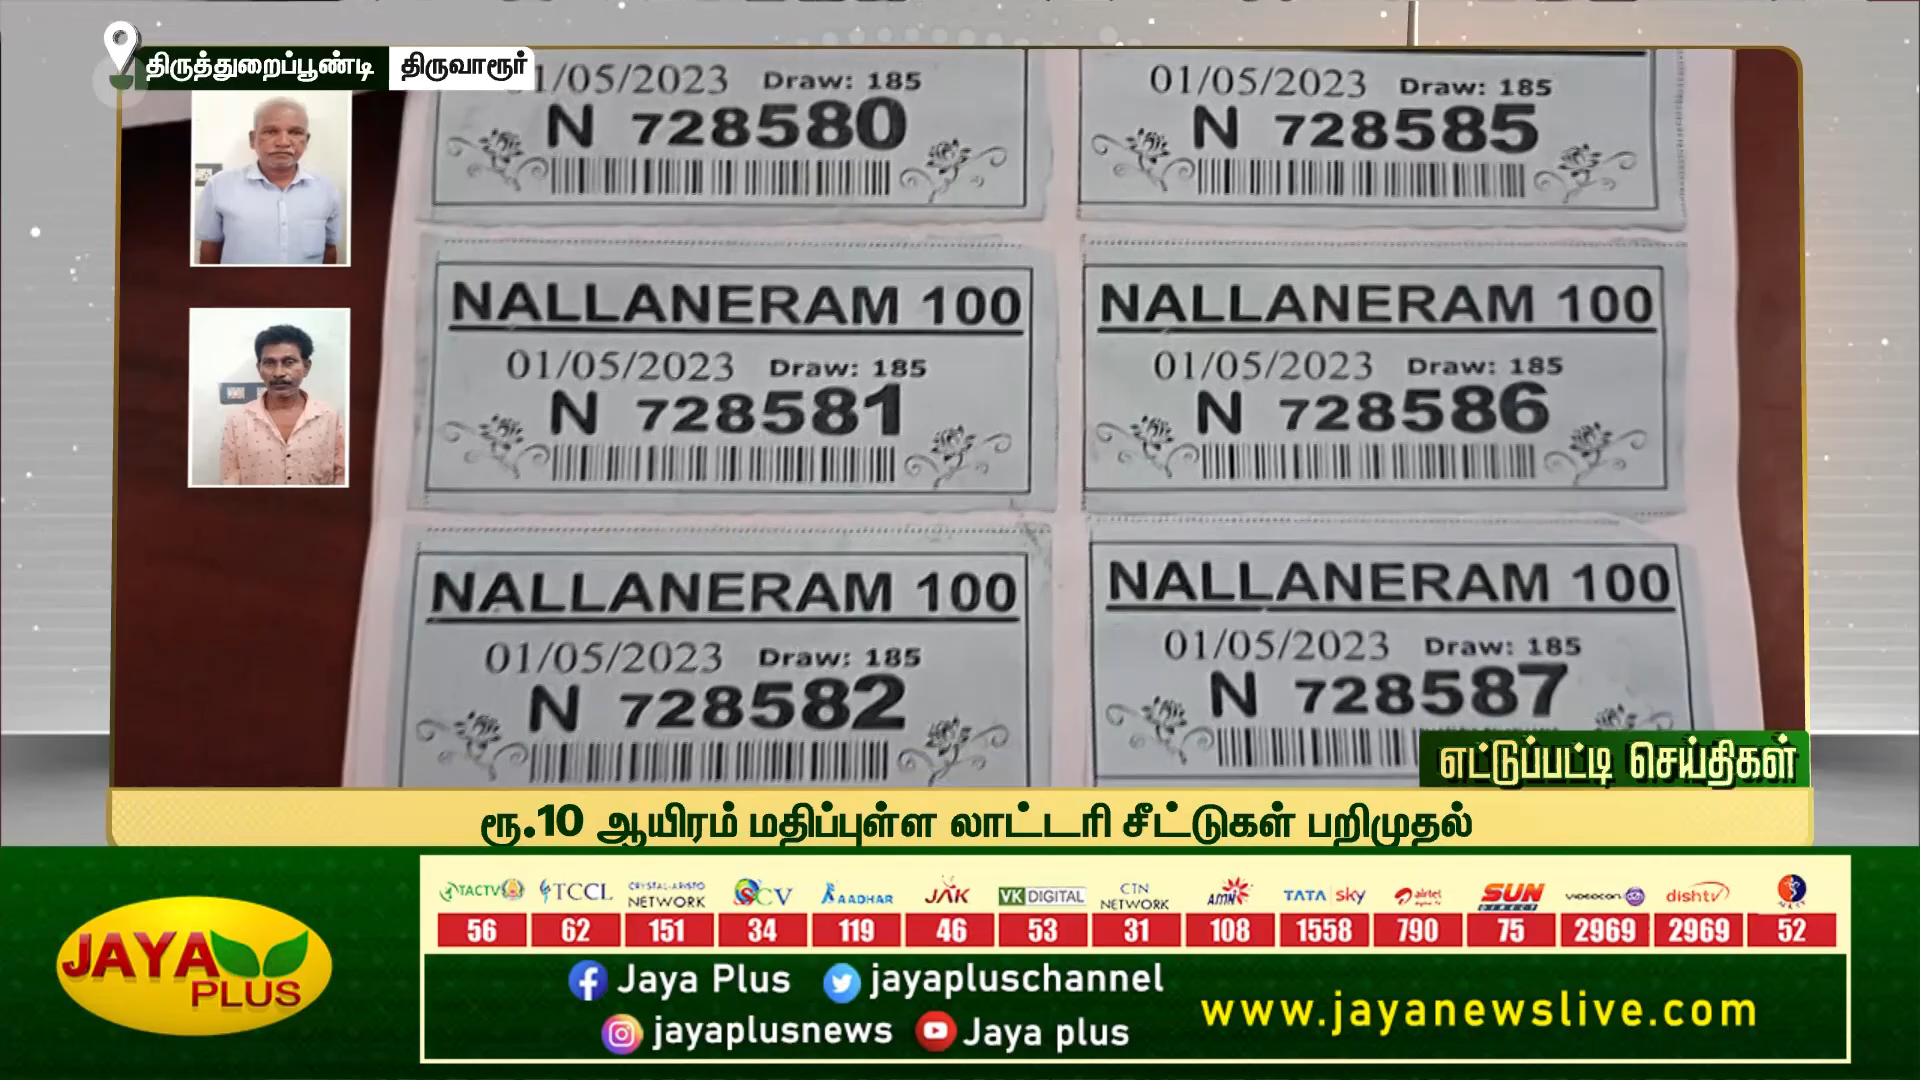 திருத்துறைப்பூண்டி திருவாரூர்
01/05/2023 Draw: 185
N 728580
01/05/2023 Draw: 185
N 728585
NALLANERAM 100
01/05/2023 Draw: 185
N 728581
NALLANERAM 100
01/05/2023 Draw: 185
N 728586
NALLANERAM 100
01/05/2023 Draw: 185
N 728582
NALLANERAM 100
01/05/2023 Draw: 185
N 728587
எட்டுப்பட்டி செய்திகள்
ரூ.10 ஆயிரம் மதிப்புள்ள லாட்டரி சீட்டுகள் பறிமுதல்
JAYA PLUS
TACTV 56
TCCL 62
CRYSTAL-ARISTO NETWORK 151
SCV 34
AADHAR 119
JAK 46
VK DIGITAL 53
CTN NETWORK 31
AMN 108
TATA sky 1558
airtel 790
SUN DIRECT 75
VIDEOCON d2h 2969
dishtv 2969
52
Jaya Plus
jayapluschannel
jayaplusnews
Jaya plus
www.jayanewslive.com